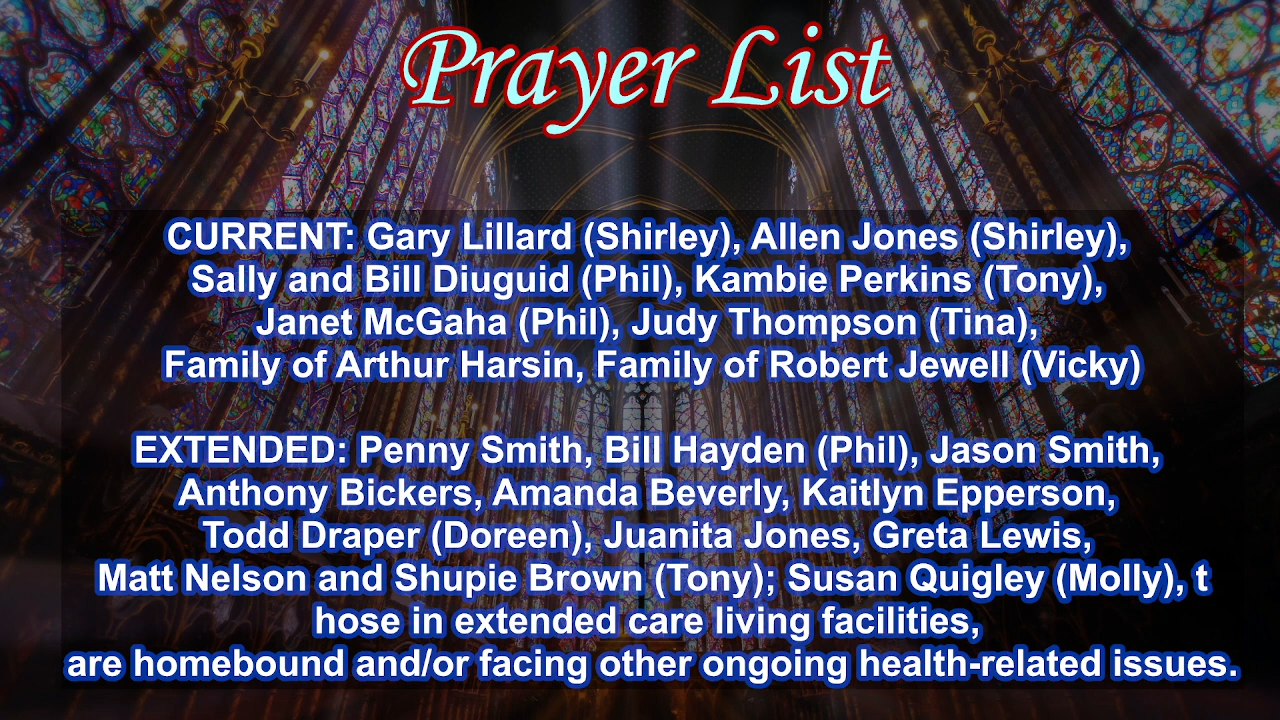 Prayer List
CURRENT: Gary Lillard (Shirley), Allen Jones (Shirley),
Sally and Bill Diuguid (Phil), Kambie Perkins (Tony),
Janet McGaha (Phil), Judy Thompson (Tina),
Family of Arthur Harsin, Family of Robert Jewell (Vicky)
EXTENDED: Penny Smith, Bill Hayden (Phil), Jason Smith,
Anthony Bickers, Amanda Beverly, Kaitlyn Epperson,
Todd Draper (Doreen), Juanita Jones, Greta Lewis,
Matt Nelson and Shupie Brown (Tony); Susan Quigley (Molly), t
hose in extended care living facilities,
are homebound and/or facing other ongoing health-related issues.